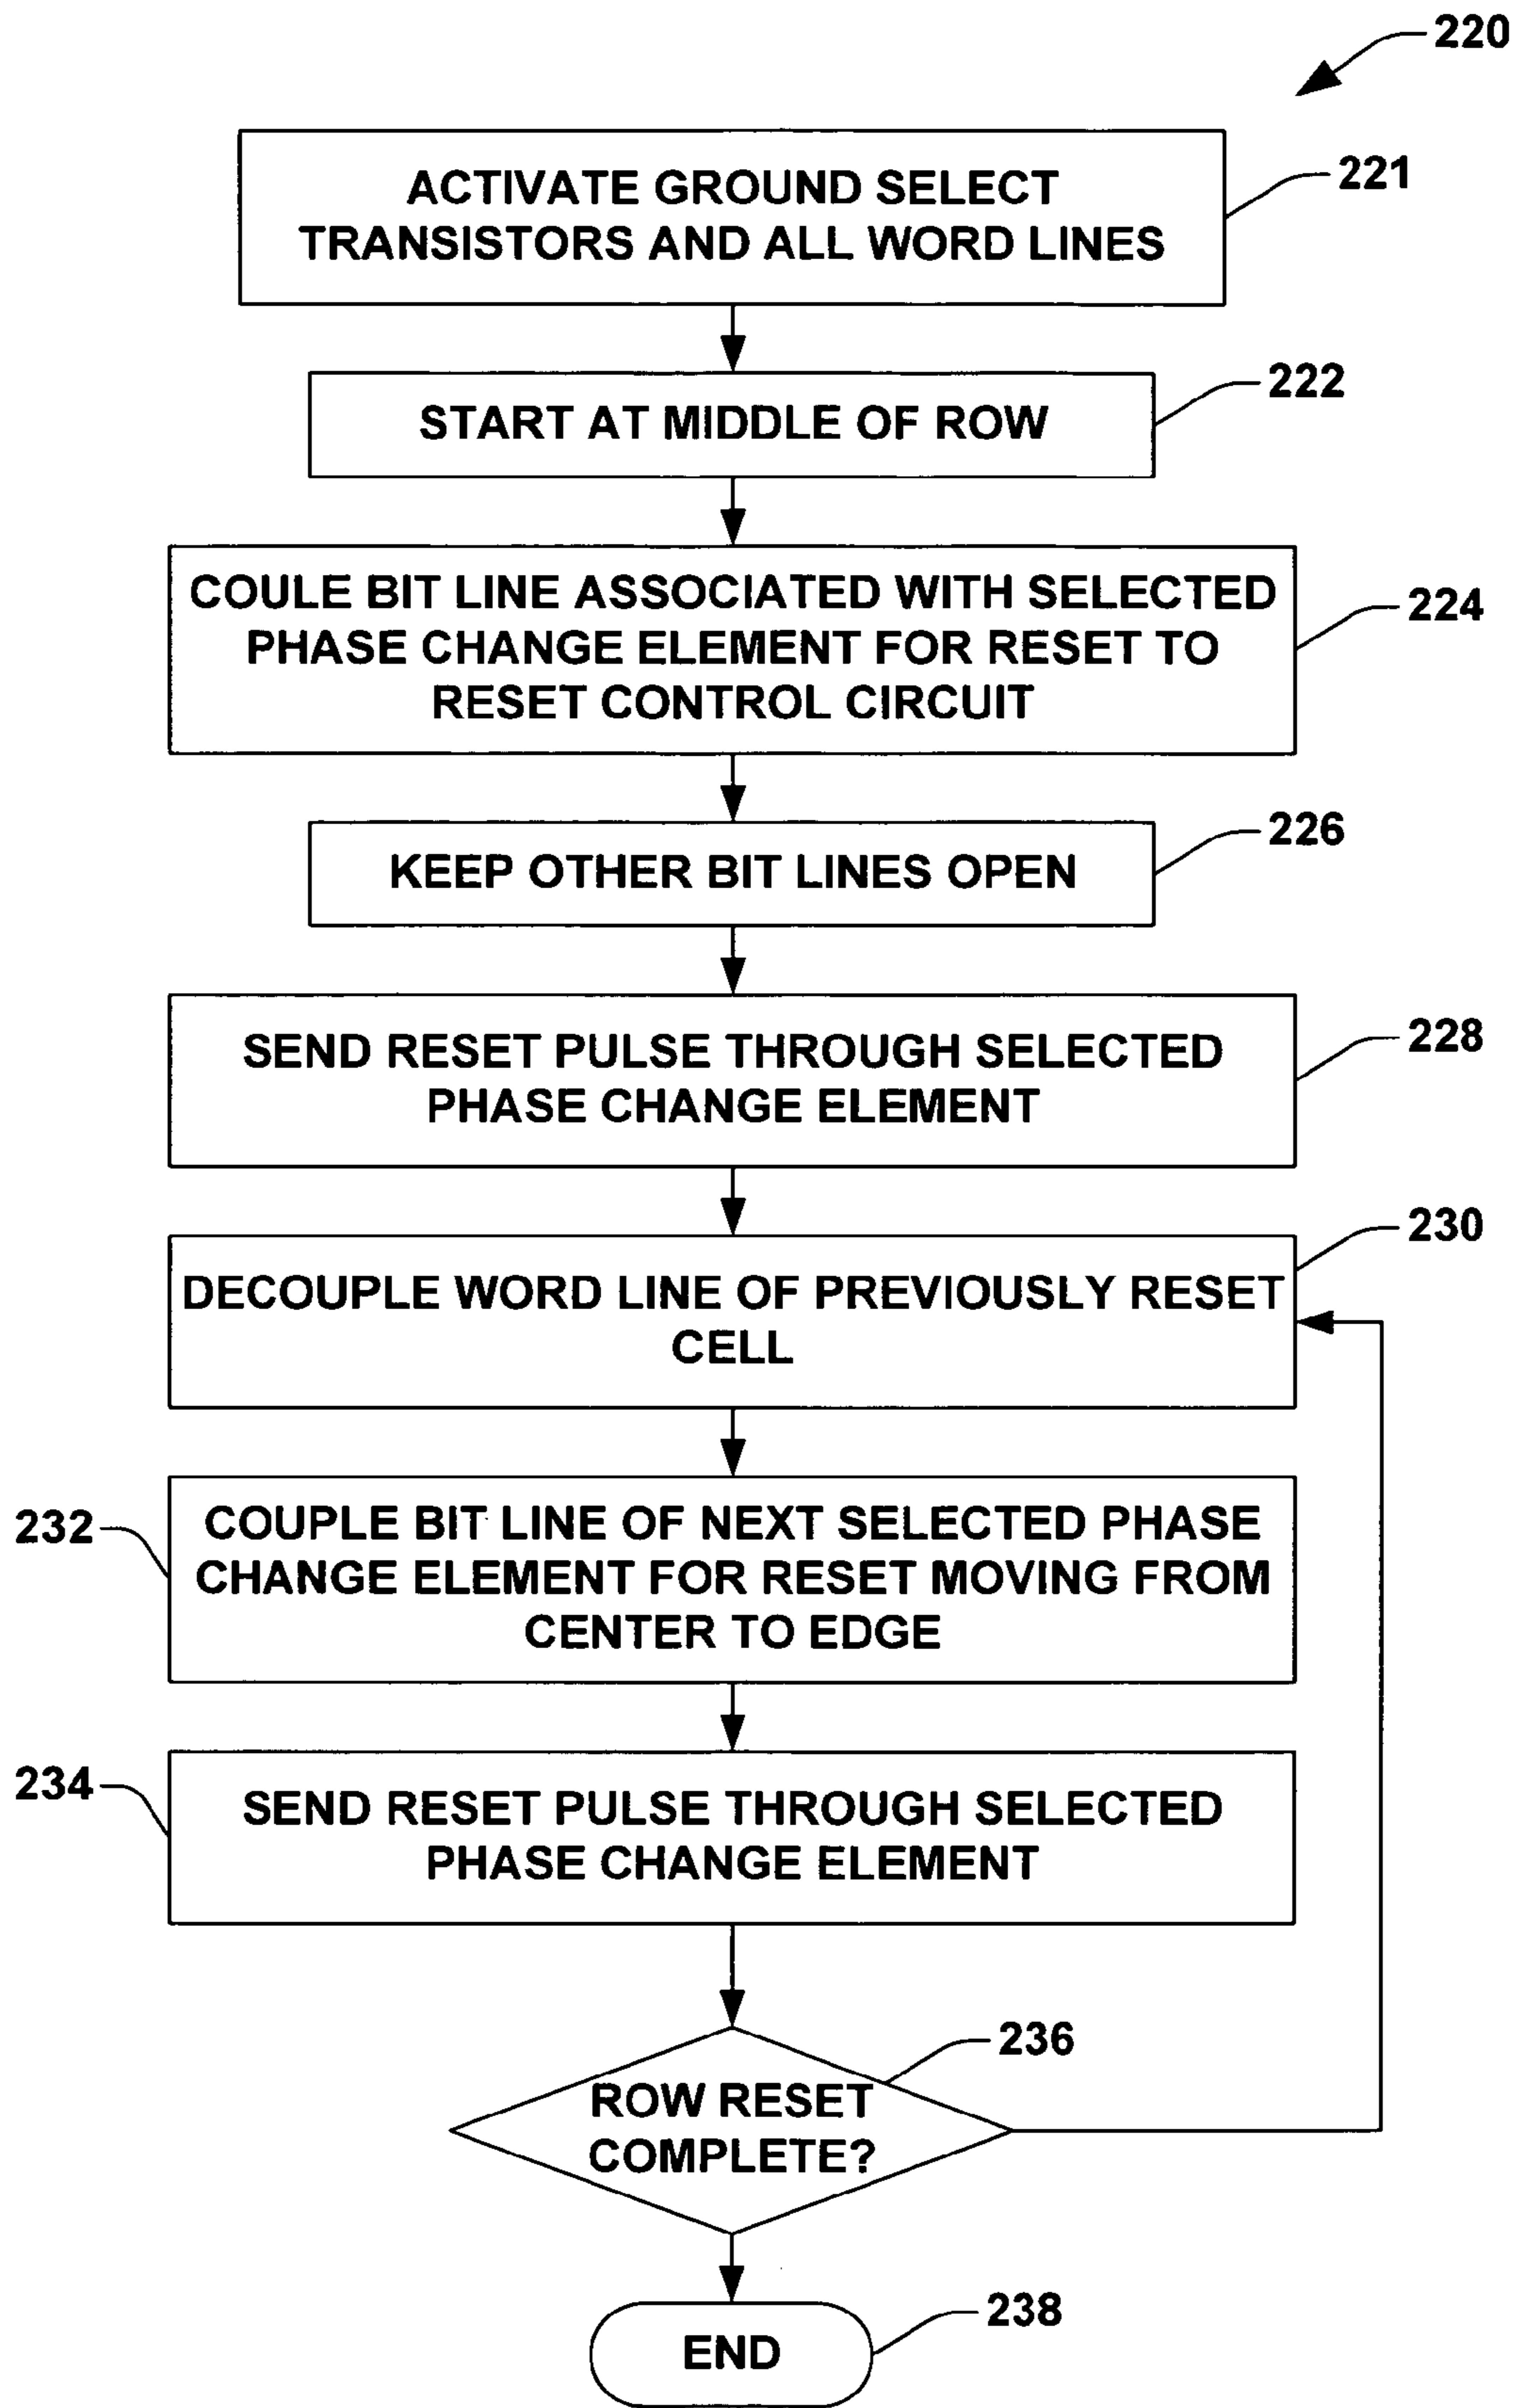 220
ACTIVATE GROUND SELECT
TRANSISTORS AND ALL WORD LINES
221
START AT MIDDLE OF ROW
222
COULE BIT LINE ASSOCIATED WITH SELECTED
PHASE CHANGE ELEMENT FOR RESET TO
RESET CONTROL CIRCUIT
224
KEEP OTHER BIT LINES OPEN
226
SEND RESET PULSE THROUGH SELECTED
PHASE CHANGE ELEMENT
228
DECOUPLE WORD LINE OF PREVIOUSLY RESET
CELL
230
232
COUPLE BIT LINE OF NEXT SELECTED PHASE
CHANGE ELEMENT FOR RESET MOVING FROM
CENTER TO EDGE
234
SEND RESET PULSE THROUGH SELECTED
PHASE CHANGE ELEMENT
236
ROW RESET
COMPLETE?
238
END